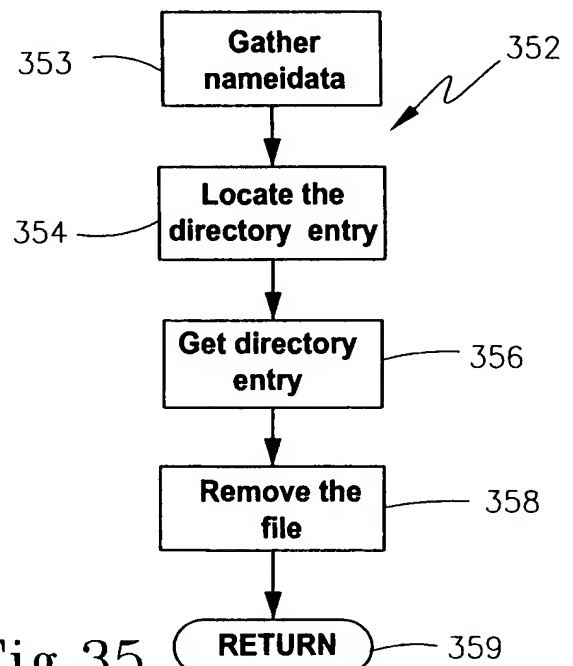 Gather
nameidata
353
352
Locate the
directory entry
354
Get directory
entry
356
Remove the
file
358
Fig.35
RETURN
359